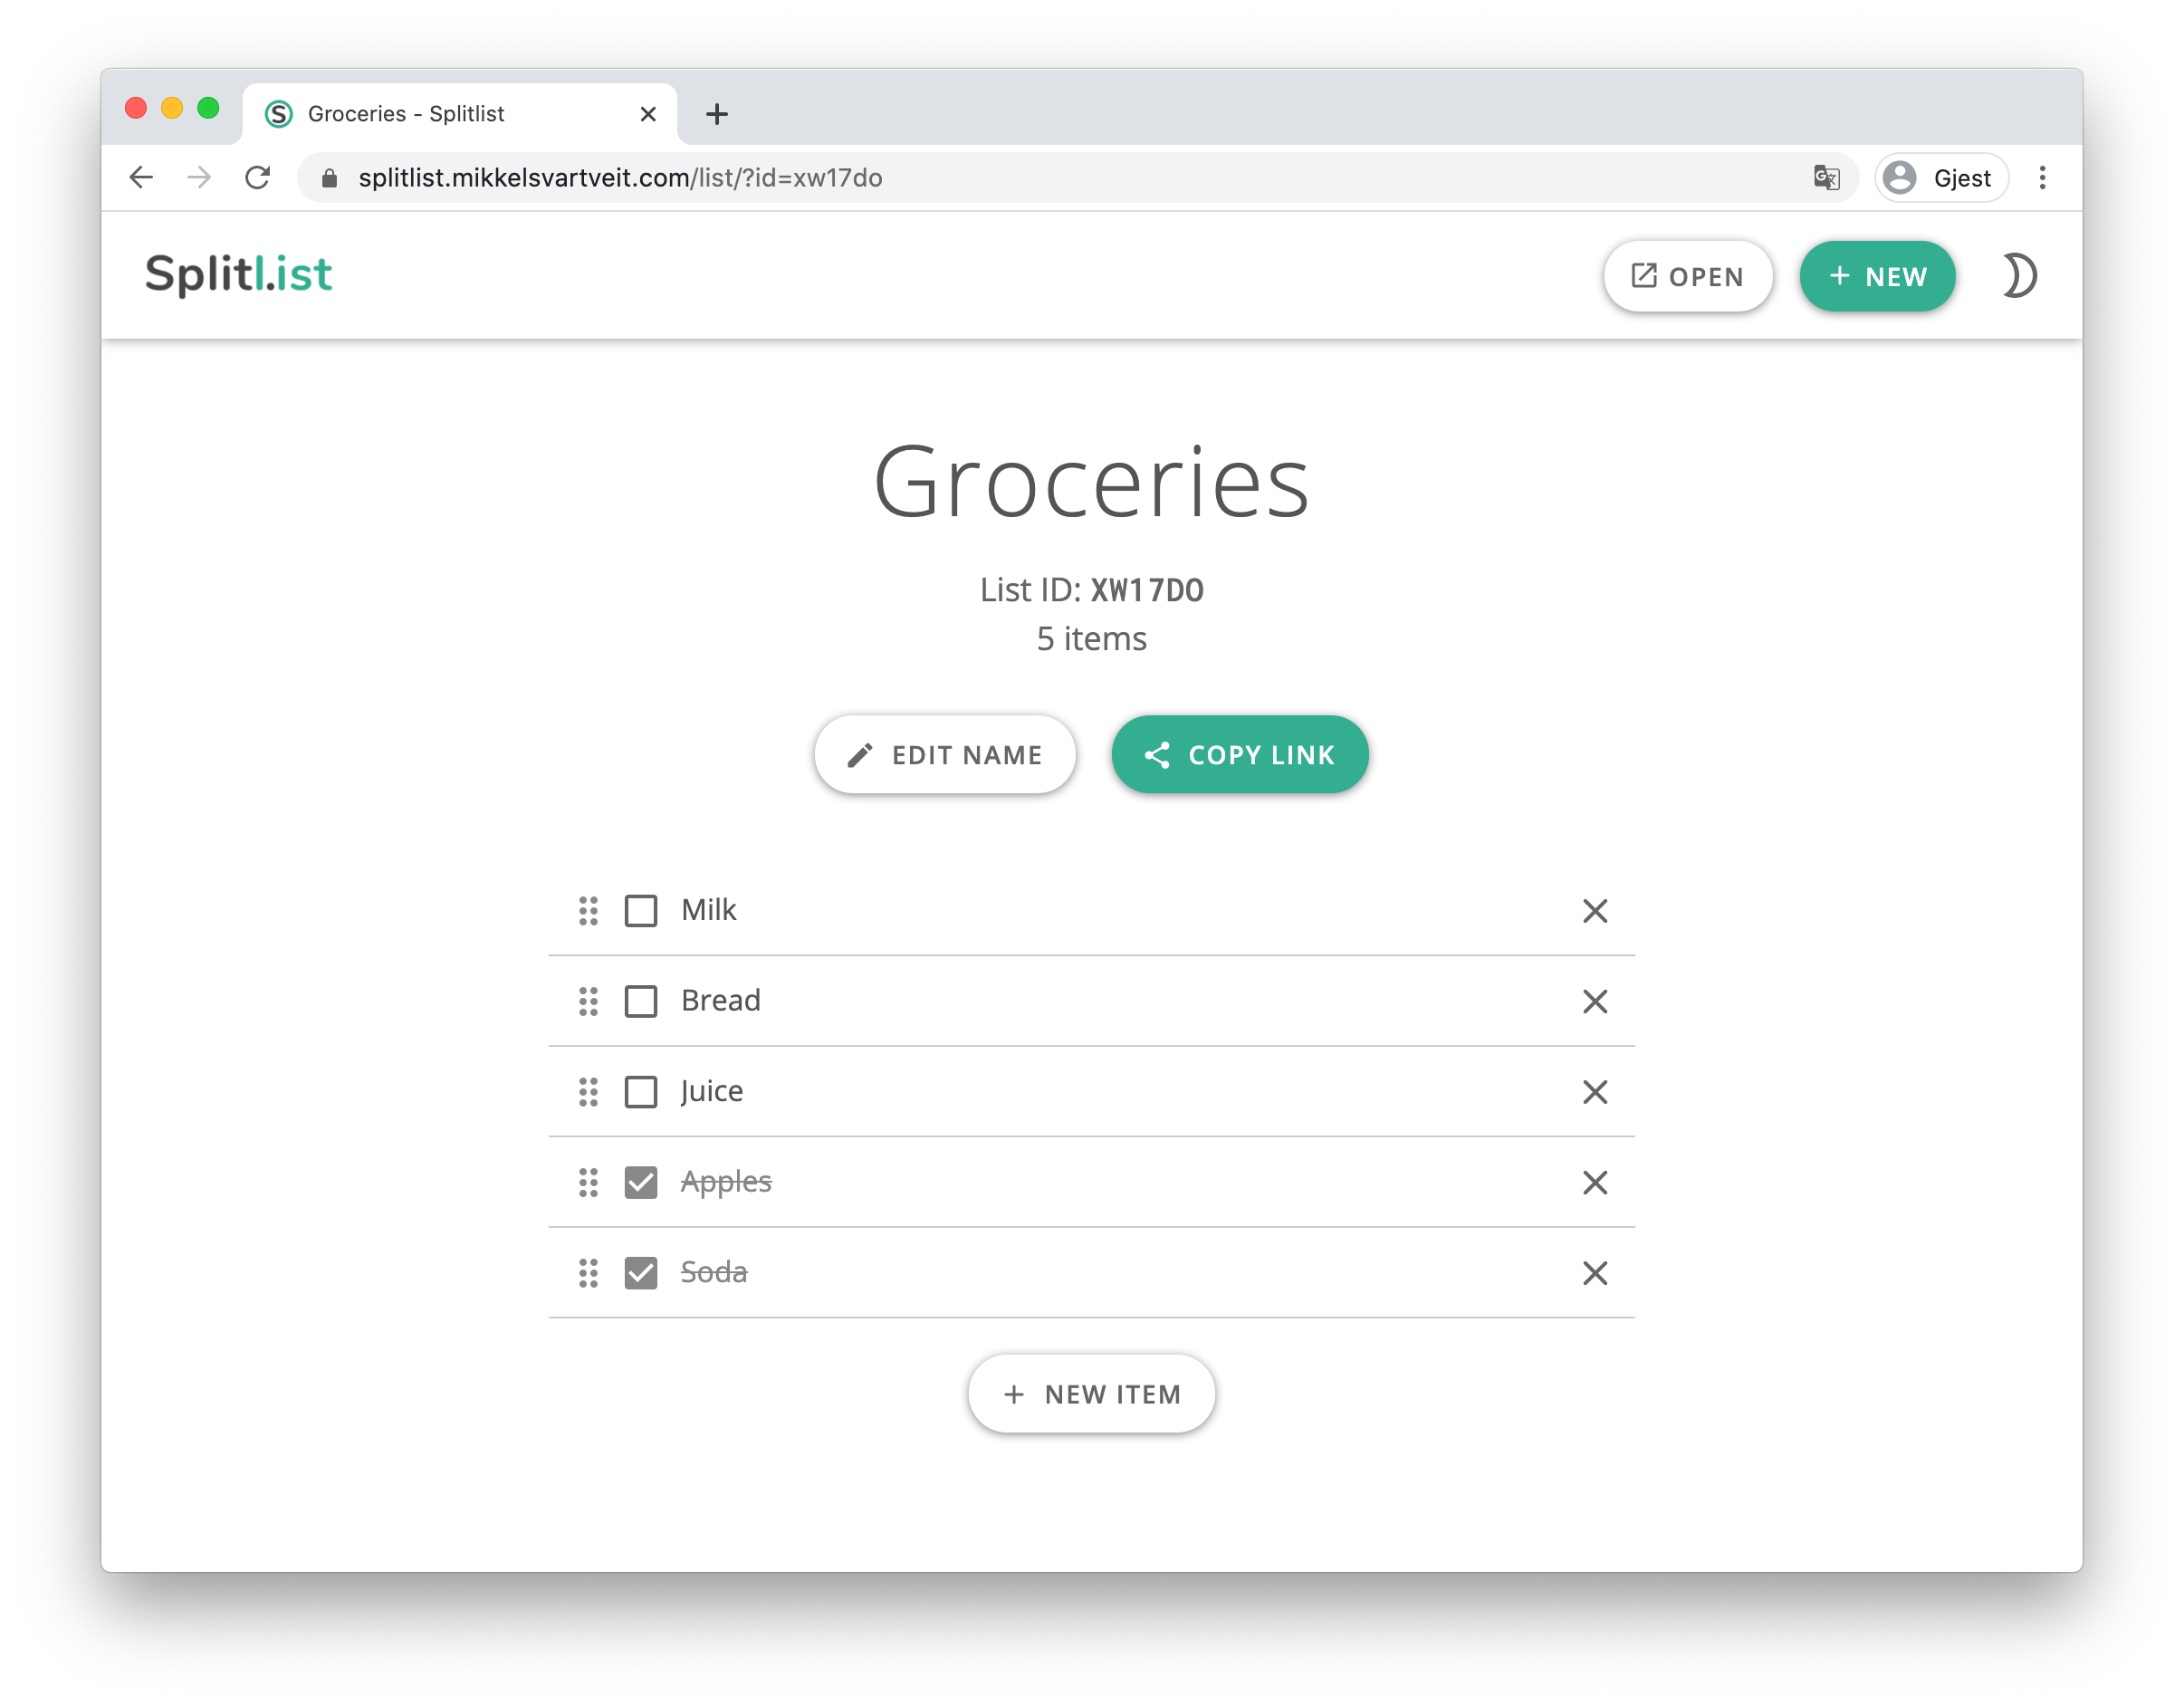 Groceries - Splitlist
splitlist.mikkelsvartveit.com/list/?id=xw17do
Gjest
Splitl.ist
OPEN
NEW
Groceries
List ID: XW17DO
5 items
EDIT NAME
COPY LINK
Milk
Bread
Juice
Apples
Soda
NEW ITEM